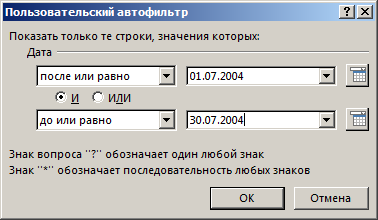 Пользовательский автофильтр
Показать только те строки, значения которых:
Дата
после или равно 01.07.2004
И ИЛИ
до или равно 30.07.2004
Знак вопроса "?" обозначает один любой знак
Знак "*" обозначает последовательность любых знаков
ОК Отмена